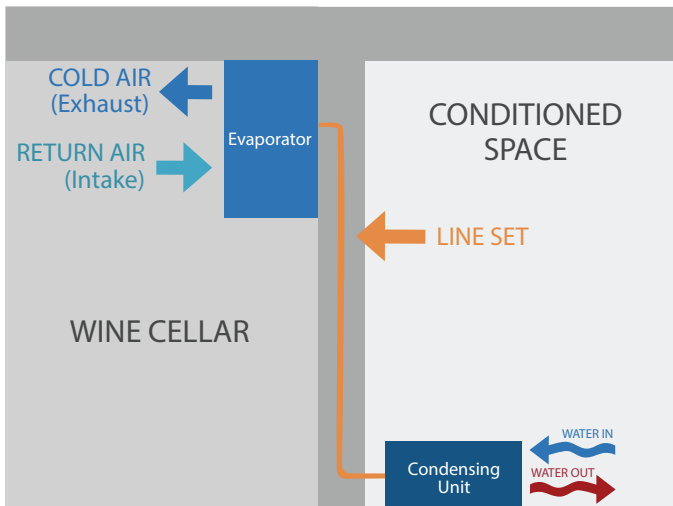 COLD AIR
(Exhaust)
RETURN AIR
(Intake)
Evaporator
CONDITIONED
SPACE
LINE SET
WINE CELLAR
Condensing
Unit
WATER IN
WATER OUT